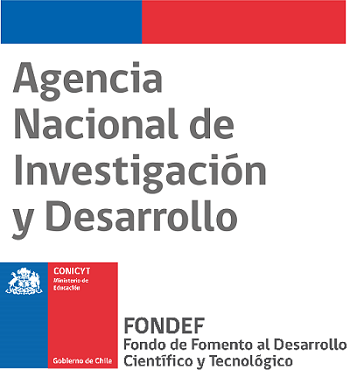 Agencia
Nacional de
Investigación
y Desarrollo
CONICYT
Ministerio de
Educación
Gobierno de Chile
FONDEF
Fondo de Fomento al Desarrollo
Científico y Tecnológico